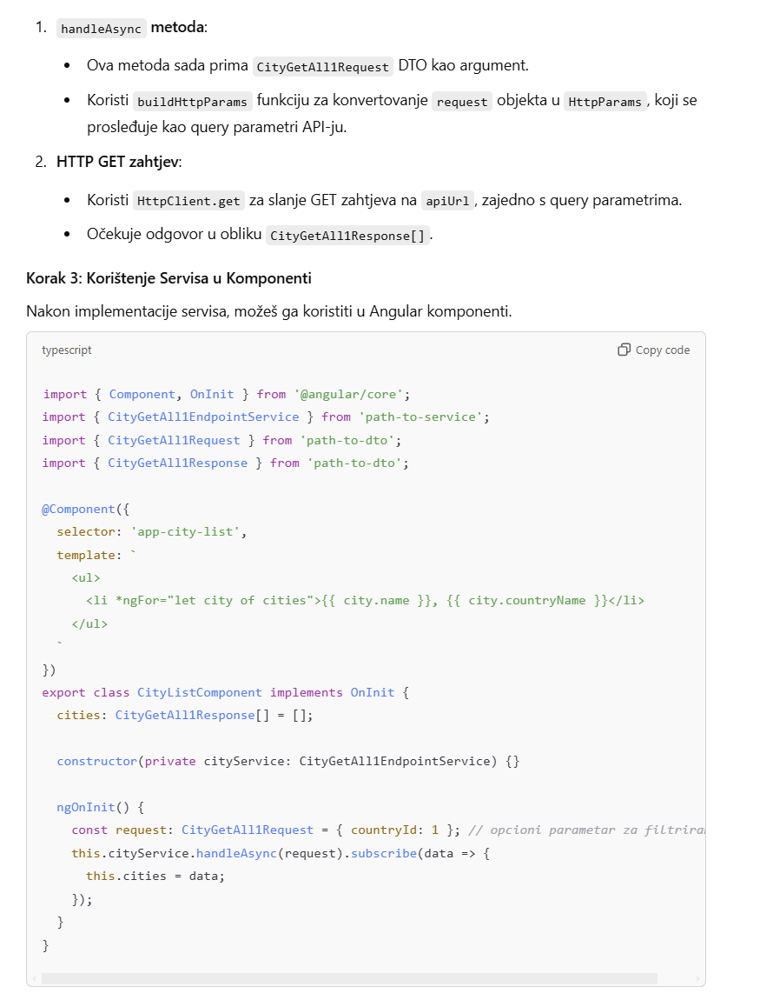 1. handleAsync metoda:
• Ova metoda sada prima CityGetAll1Request DTO kao argument.
• Koristi buildHttpParams funkciju za konvertovanje request objekta u HttpParams, koji se
prosleđuje kao query parametri API-ju.
2. HTTP GET zahtjev:
• Koristi HttpClient.get za slanje GET zahtjeva na apiUrl, zajedno s query parametrima.
• Očekuje odgovor u obliku CityGetAll1Response[].
Korak 3: Korištenje Servisa u Komponenti
Nakon implementacije servisa, možeš ga koristiti u Angular komponenti.
typescript Copy code
import { Component, OnInit } from '@angular/core';
import { CityGetAll1EndpointService } from 'path-to-service';
import { CityGetAll1Request } from 'path-to-dto';
import { CityGetAll1Response } from 'path-to-dto';
@Component({
selector: 'app-city-list',
template: `
<ul>
<li *ngFor="let city of cities">{{ city.name }}, {{ city.countryName }}</li>
</ul>
`
})
export class CityListComponent implements OnInit {
cities: CityGetAll1Response[] = [];
constructor(private cityService: CityGetAll1EndpointService) {}
ngOnInit() {
const request: CityGetAll1Request = { countryId: 1 }; // opcioni parametar za
this.cityService.handleAsync(request).subscribe(data => {
this.cities = data;
});
}
}